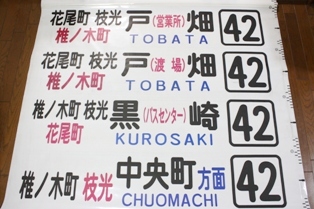 花尾町 枝光 戸(営業所)畑 42
椎ノ木町 TOBATA
花尾町 枝光 戸(渡場)畑 42
椎ノ木町 TOBATA
椎ノ木町 枝光 黒(バスセンター)崎 42
花尾町 KUROSAKI
椎ノ木町 枝光 中央町方面 42
CHUOMACHI